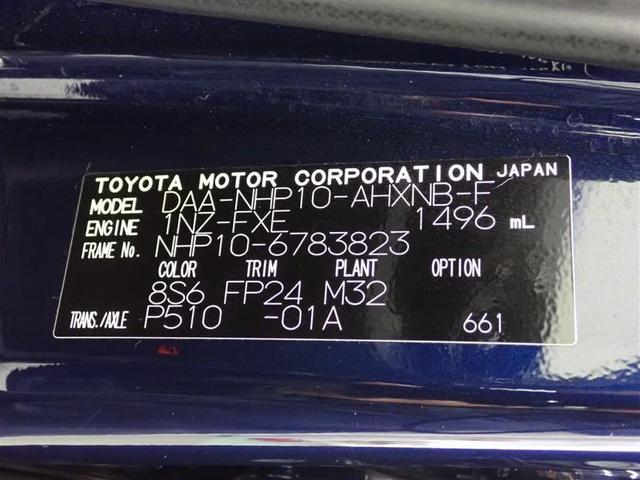 TOYOTA MOTOR CORPORATION JAPAN
MODEL DAA-NHP10-AHXNB-F
ENGINE 1NZ-FXE 1496 mL
FRAME No. NHP10-6783823
COLOR TRIM PLANT OPTION
8S6 FP24 M32
TRANS./AXLE P510 -01A 661